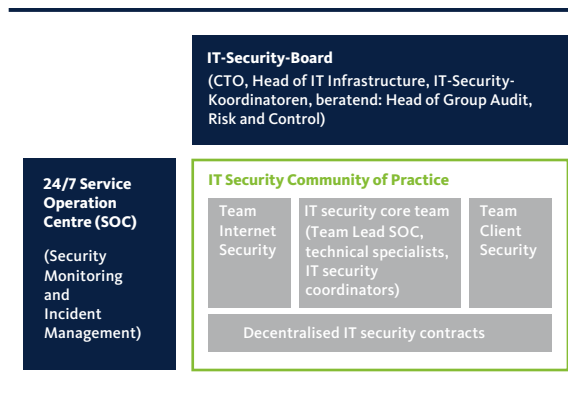 IT-Security-Board
(CTO, Head of IT Infrastructure, IT-Security-
Koordinatoren, beratend: Head of Group Audit,
Risk and Control)
24/7 Service
Operation
Centre (SOC)
(Security
Monitoring
and
Incident
Management)
IT Security Community of Practice
Team
Internet
Security
IT security core team
(Team Lead SOC,
technical specialists,
IT security
coordinators)
Team
Client
Security
Decentralised IT security contracts